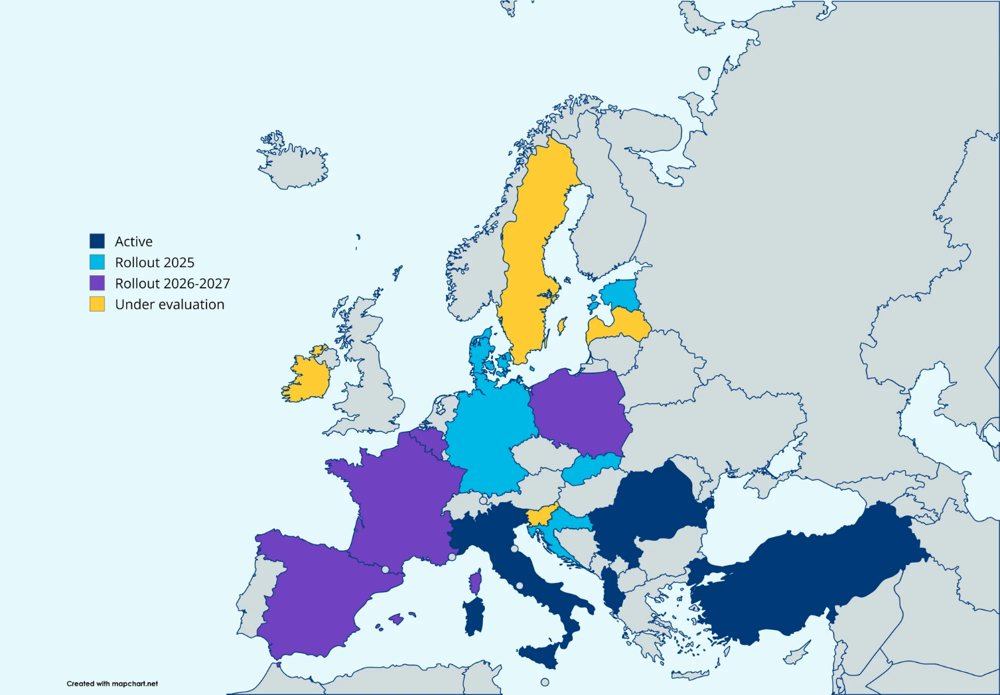 Active
Rollout 2025
Rollout 2026-2027
Under evaluation
Created with mapchart.net